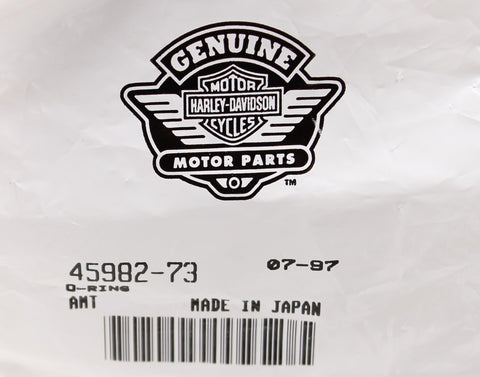 GENUINE
MOTOR
HARLEY-DAVIDSON
CYCLES
MOTOR PARTS
TM
45982-73 07-97
O-RING
AMT MADE IN JAPAN